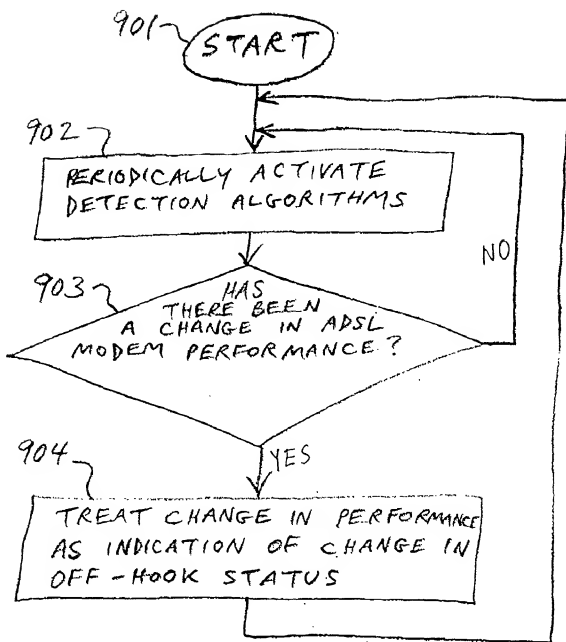 901
START
902
PERIODICALLY ACTIVATE
DETECTION ALGORITHMS
NO
903
HAS
THERE BEEN
A CHANGE IN ADSL
MODEM PERFORMANCE?
YES
904
TREAT CHANGE IN PERFORMANCE
AS INDICATION OF CHANGE IN
OFF-HOOK STATUS